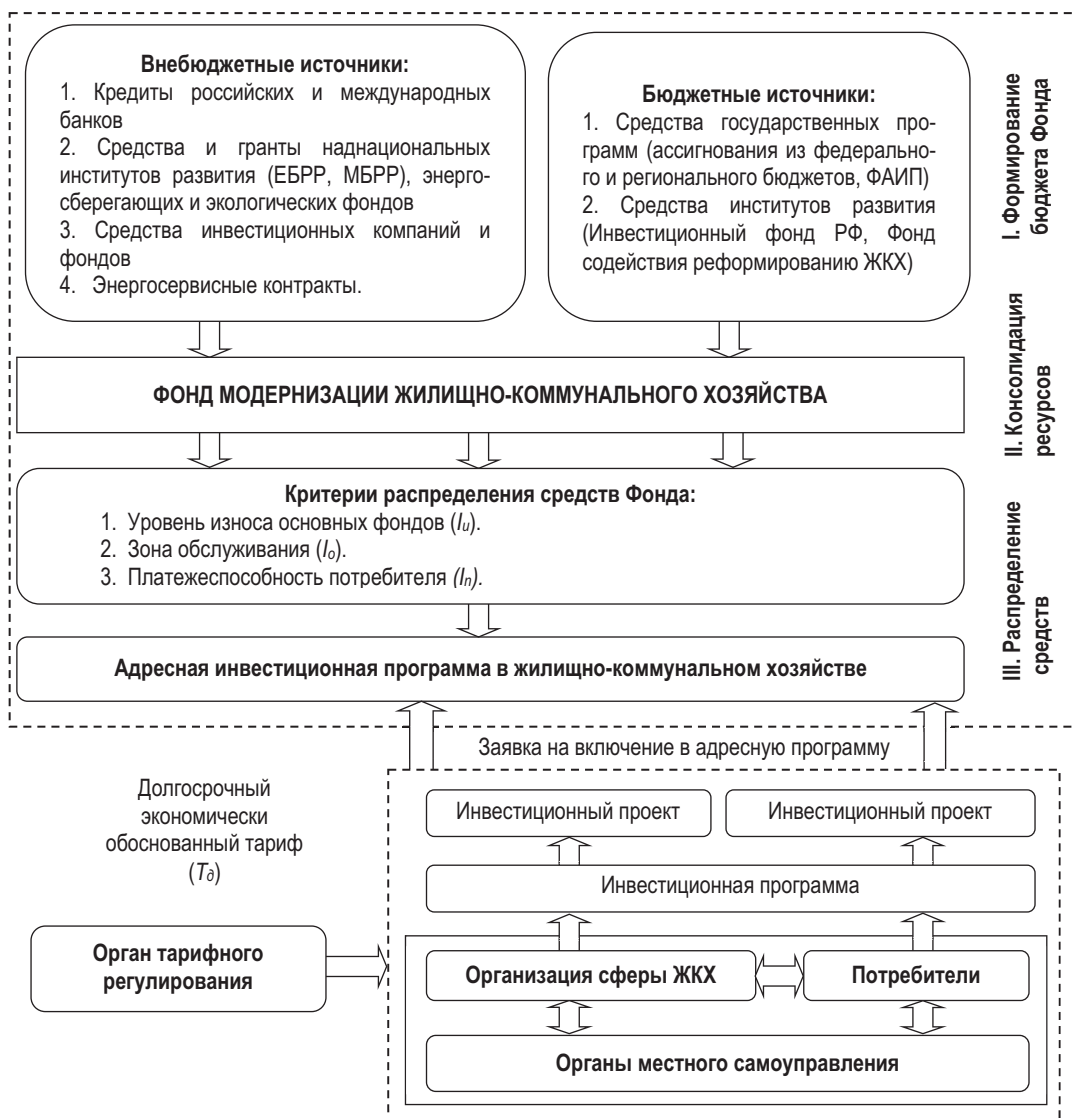 Внебюджетные источники:
1. Кредиты российских и международных
банков
2. Средства и гранты наднациональных
институтов развития (ЕБРР, МБРР), энерго-
сберегающих и экологических фондов
3. Средства инвестиционных компаний и
фондов
4. Энергосервисные контракты.
Бюджетные источники:
1. Средства государственных про-
грамм (ассигнования из федерально-
го и регионального бюджетов, ФАИП)
2. Средства институтов развития
(Инвестиционный фонд РФ, Фонд
содействия реформированию ЖКХ)
I. Формирование
бюджета Фонда
ФОНД МОДЕРНИЗАЦИИ ЖИЛИЩНО-КОММУНАЛЬНОГО ХОЗЯЙСТВА
II. Консолидация
ресурсов
Критерии распределения средств Фонда:
1. Уровень износа основных фондов (Iи).
2. Зона обслуживания (Iо).
3. Платежеспособность потребителя (Iп).
III. Распределение
средств
Адресная инвестиционная программа в жилищно-коммунальном хозяйстве
Заявка на включение в адресную программу
Долгосрочный
экономически
обоснованный тариф
(Tд)
Инвестиционный проект
Инвестиционный проект
Инвестиционная программа
Орган тарифного
регулирования
Организация сферы ЖКХ
Потребители
Органы местного самоуправления